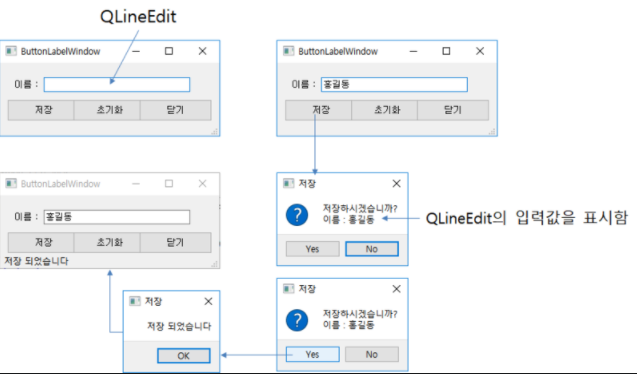 QLineEdit
ButtonLabelWindow
이름 :
저장 초기화 닫기
ButtonLabelWindow
이름 : 홍길동
저장 초기화 닫기
ButtonLabelWindow
이름 : 홍길동
저장 초기화 닫기
저장 되었습니다
저장
저장하시겠습니까?
이름 : 홍길동
Yes No
QLineEdit의 입력값을 표시함
저장
저장 되었습니다
OK
저장
저장하시겠습니까?
이름 : 홍길동
Yes No